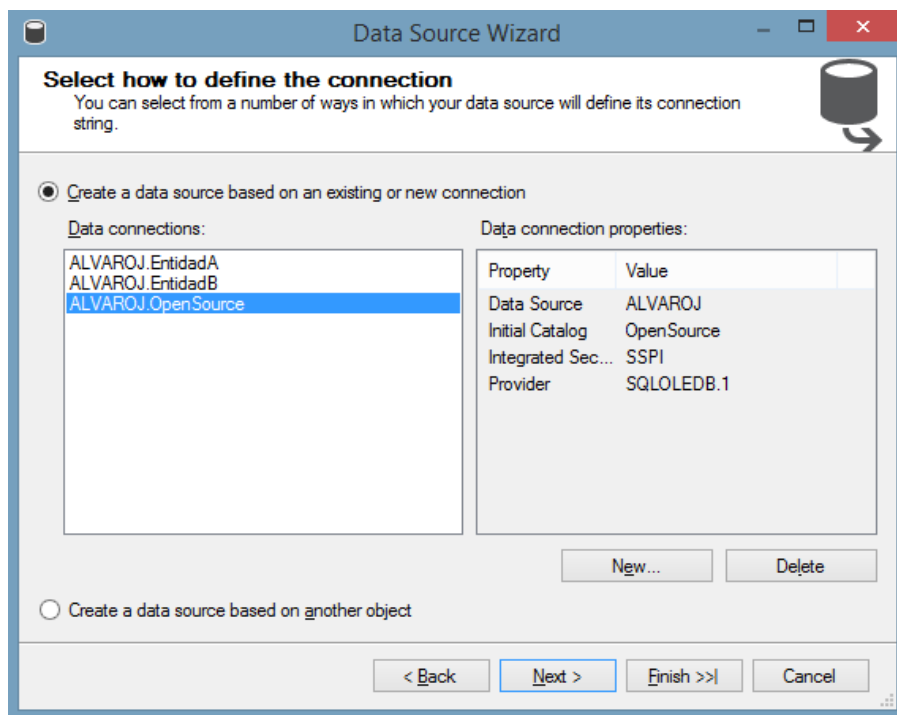 Data Source Wizard
Select how to define the connection
You can select from a number of ways in which your data source will define its connection
string.
Create a data source based on an existing or new connection
Data connections:
ALVAROJ.EntidadA
ALVAROJ.EntidadB
ALVAROJ.OpenSource
Data connection properties:
Property Value
Data Source ALVAROJ
Initial Catalog OpenSource
Integrated Sec... SSPI
Provider SQLOLEDB.1
New... Delete
Create a data source based on another object
< Back Next > Finish >>| Cancel